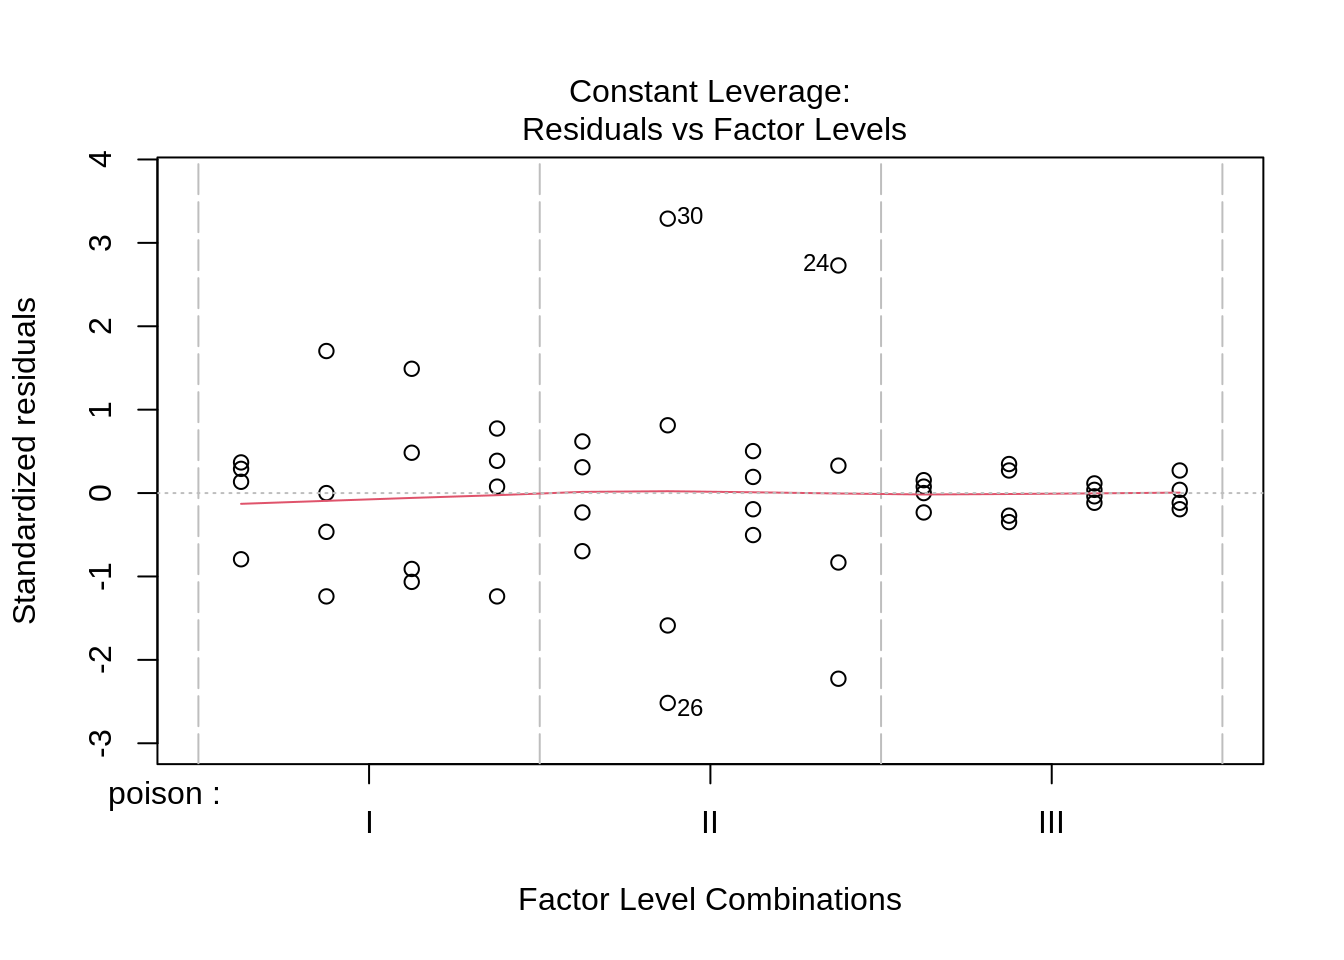 Constant Leverage:
Residuals vs Factor Levels
Standardized residuals
4
3
2
1
0
-1
-2
-3
30
24
26
poison :
I
II
III
Factor Level Combinations